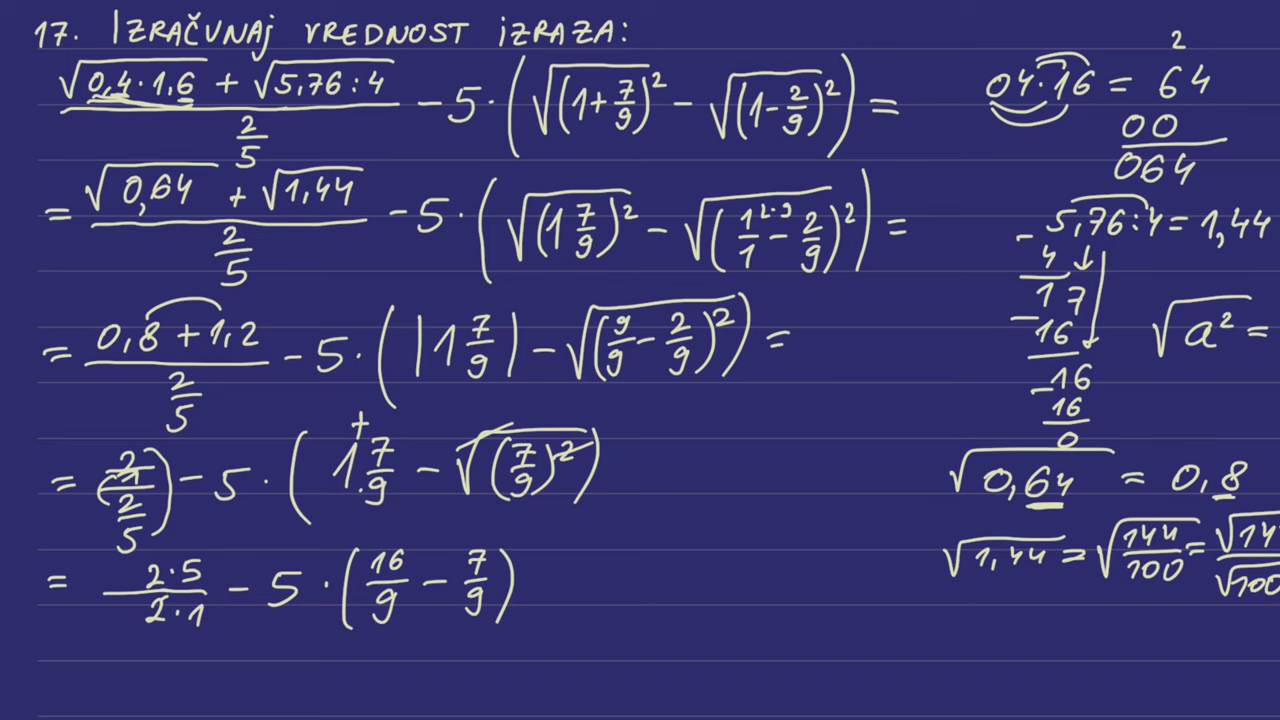 17. IZRAČUNAJ VREDNOST IZRAZA:
(√(0,4·1,6) + √(5,76:4)) / (2/5) − 5·(√((1+7/9)²) − √((1−2/9)²)) =
= (√0,64 + √1,44) / (2/5) − 5·(√((1 7/9)²) − √((1/1 − 2/9)²)) =
= (0,8+1,2) / (2/5) − 5·(|1 7/9| − √((9/9 − 2/9)²)) =
= (2/1) / (2/5) − 5·(1 7/9 − √((7/9)²))
= (2·5)/(2·1) − 5·(16/9 − 7/9)
2
04·16 = 64
00
064
5,76:4 = 1,44
− 4
17
− 16
16
− 16
0
√a² =
√0,64 = 0,8
√1,44 = √(144/100) = √14 / √100